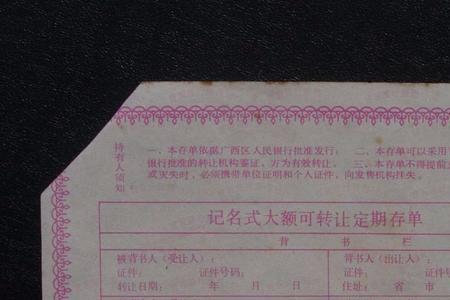 持有人须知:
一、本存单依据广西区人民银行批准发行; 二、本存单可以采用
银行批准的转让机构鉴证,方为有效转让。 三、本存单不得提前
或灭失时,必须携带单位证明和个人证件,向发售机构挂失。
记名式大额可转让定期存单
背 书 栏
被背书人(受让人): 背书人(出让人):
证件: 证件号码: 证件: 证件号
转让日期: 年 月 日 住址: 省 市